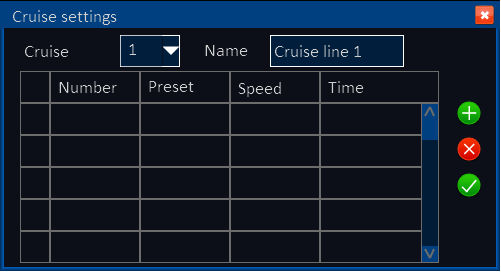 Cruise settings
Cruise 1 Name Cruise line 1
Number Preset Speed Time